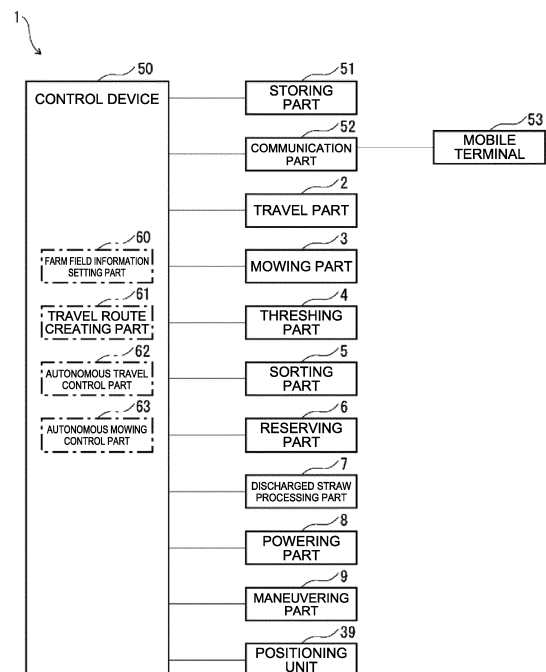 1
50
CONTROL DEVICE
51
STORING
PART
52
COMMUNICATION
PART
53
MOBILE
TERMINAL
2
TRAVEL PART
60
FARM FIELD INFORMATION
SETTING PART
3
MOWING PART
61
TRAVEL ROUTE
CREATING PART
4
THRESHING
PART
62
AUTONOMOUS TRAVEL
CONTROL PART
5
SORTING
PART
63
AUTONOMOUS MOWING
CONTROL PART
6
RESERVING
PART
7
DISCHARGED STRAW
PROCESSING PART
8
POWERING
PART
9
MANEUVERING
PART
39
POSITIONING
UNIT